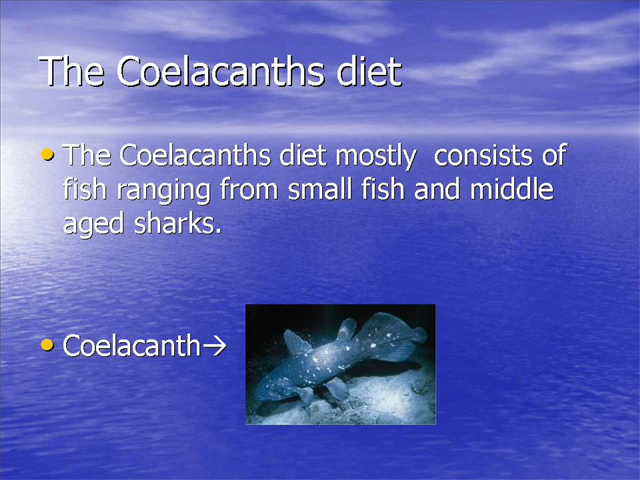 The Coelacanths diet
• The Coelacanths diet mostly  consists of
fish ranging from small fish and middle
aged sharks.
• Coelacanth→